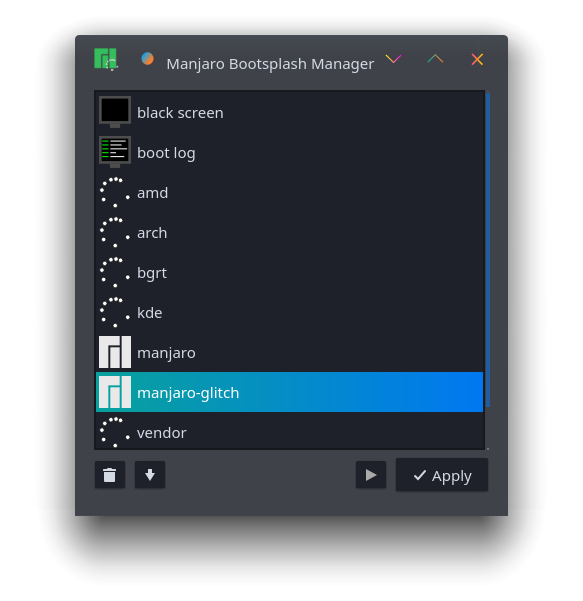 Manjaro Bootsplash Manager
black screen
boot log
amd
arch
bgrt
kde
manjaro
manjaro-glitch
vendor
Apply